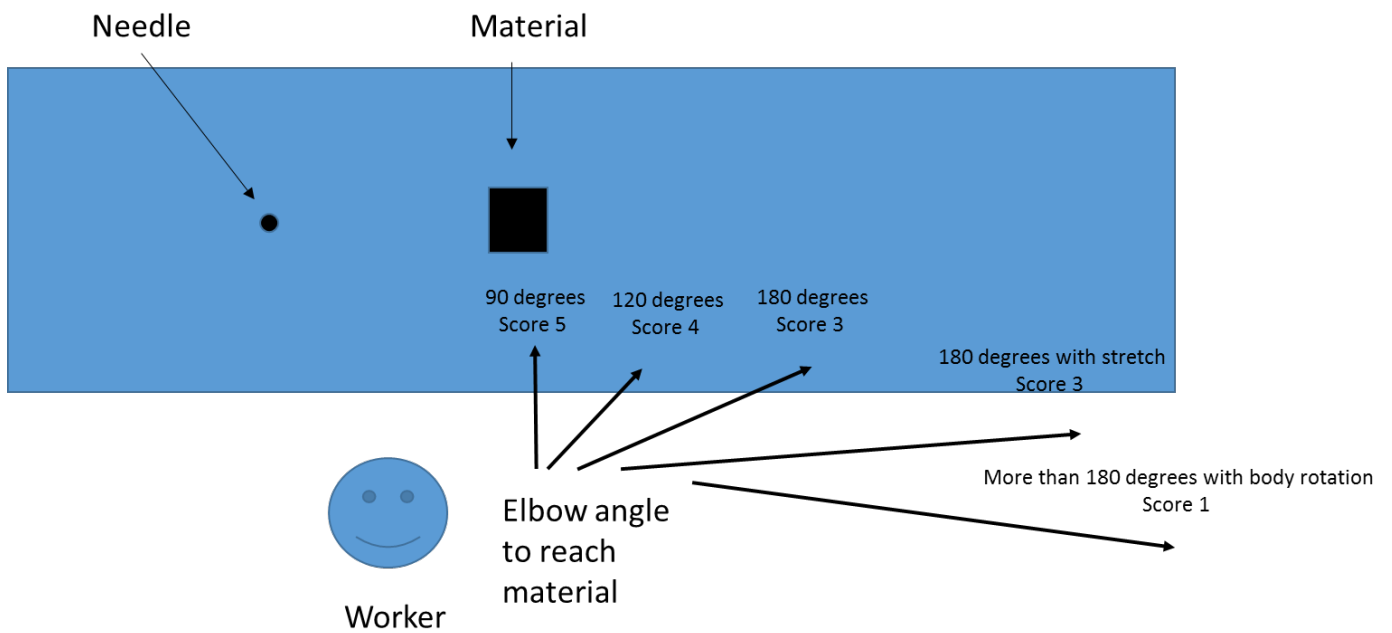 Needle
Material
90 degrees
Score 5
120 degrees
Score 4
180 degrees
Score 3
180 degrees with stretch
Score 3
More than 180 degrees with body rotation
Score 1
Elbow angle
to reach
material
Worker